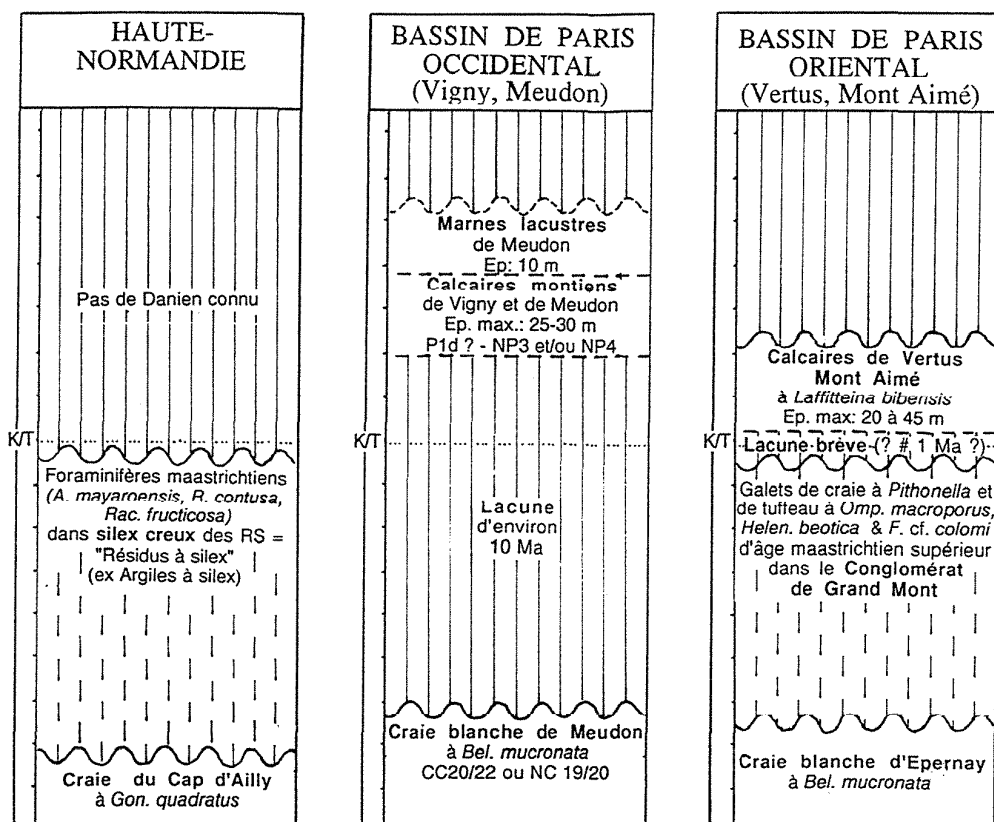 HAUTE-
NORMANDIE
Pas de Danien connu
K/T
Foraminifères maastrichtiens
(A. mayaroensis, R. contusa,
Rac. fructicosa)
dans silex creux des RS =
"Résidus à silex"
(ex Argiles à silex)
Craie du Cap d'Ailly
à Gon. quadratus
BASSIN DE PARIS
OCCIDENTAL
(Vigny, Meudon)
Marnes lacustres
de Meudon
Ep: 10 m
Calcaires montiens
de Vigny et de Meudon
Ep. max.: 25-30 m
P1d ? - NP3 et/ou NP4
K/T
Lacune
d'environ
10 Ma
Craie blanche de Meudon
à Bel. mucronata
CC20/22 ou NC 19/20
BASSIN DE PARIS
ORIENTAL
(Vertus, Mont Aimé)
Calcaires de Vertus
Mont Aimé
à Laffitteina bibensis
Ep. max: 20 à 45 m
K/T
Lacune brève (? # 1 Ma ?)
Galets de craie à Pithonella et
de tuffeau à Omp. macroporus,
Helen. beotica & F. cf. colomi
d'âge maastrichtien supérieur
dans le Conglomérat
de Grand Mont
Craie blanche d'Epernay
à Bel. mucronata